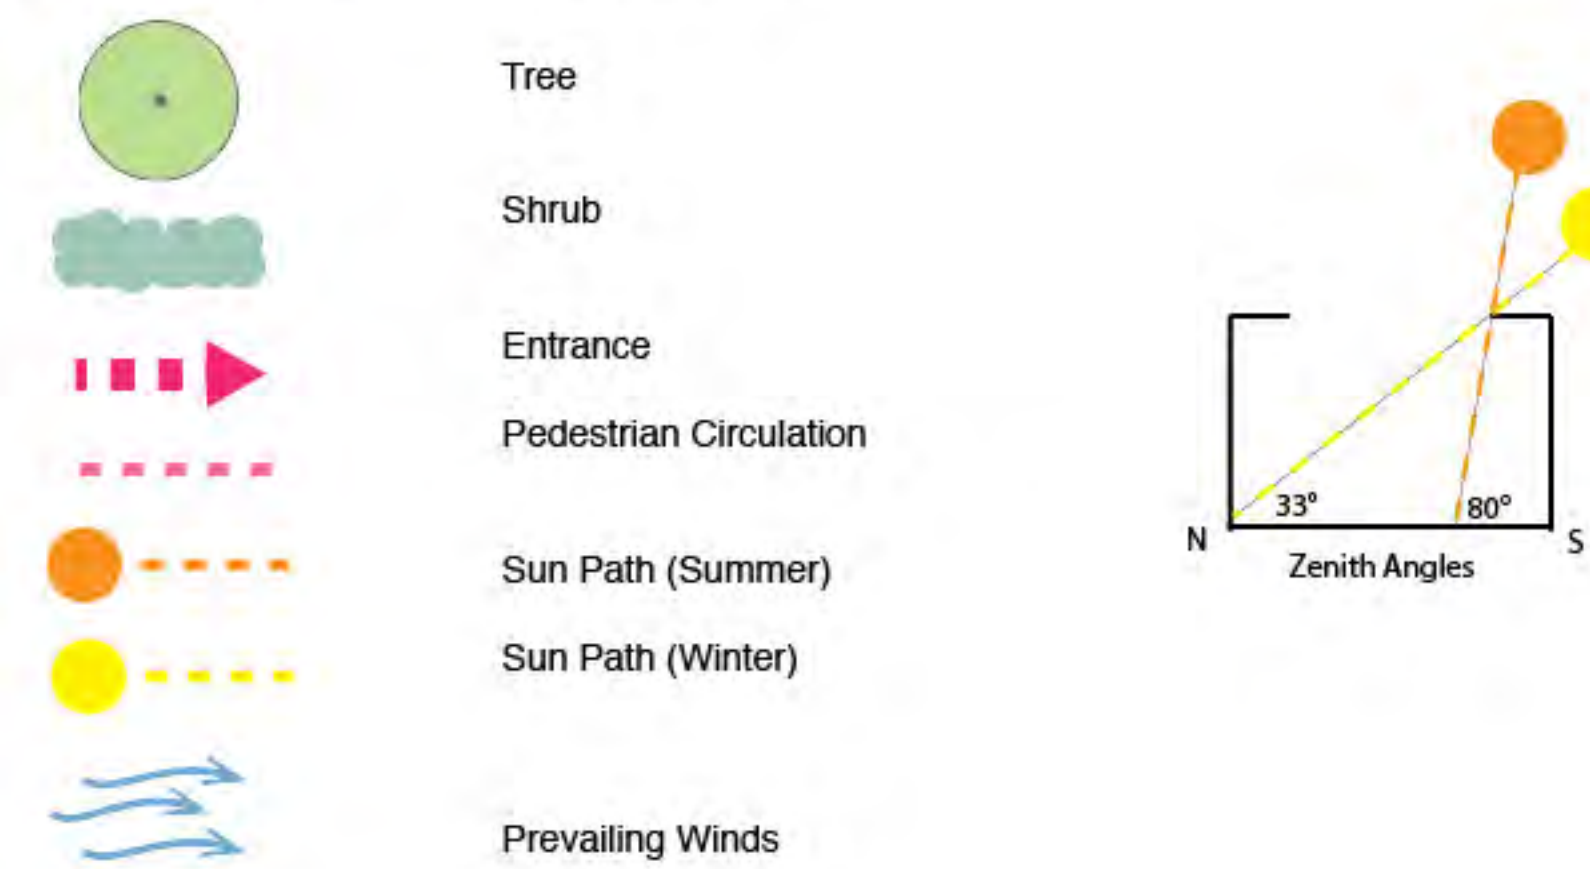 Tree
Shrub
Entrance
Pedestrian Circulation
Sun Path (Summer)
Sun Path (Winter)
Prevailing Winds
33°
80°
N
S
Zenith Angles